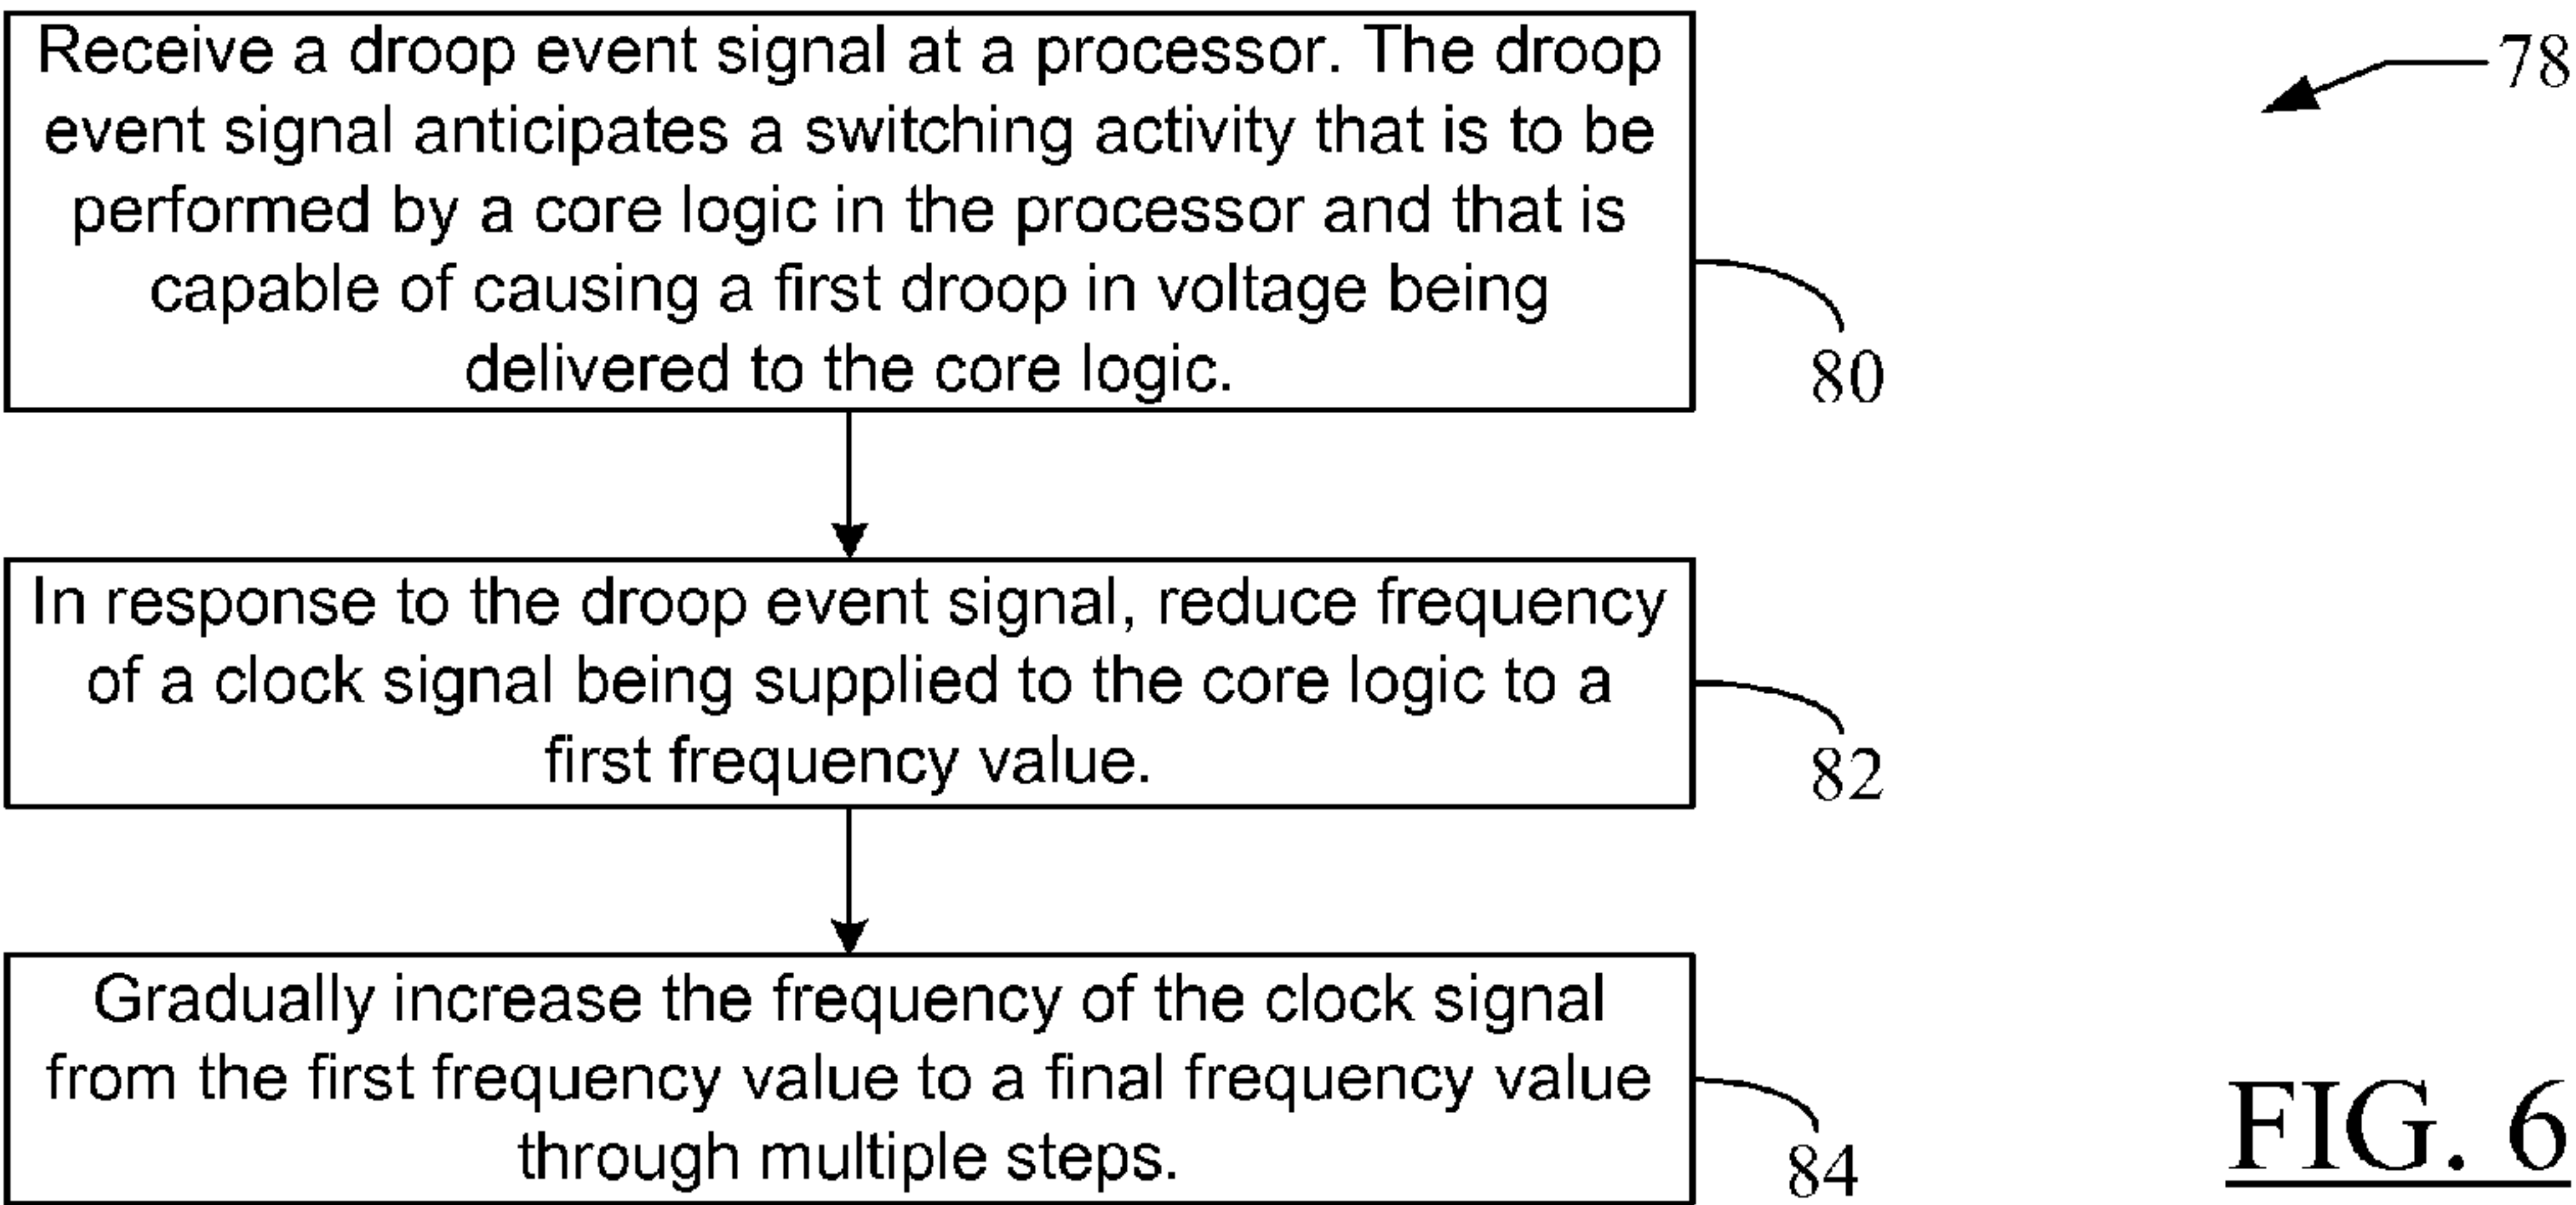 Receive a droop event signal at a processor. The droop
event signal anticipates a switching activity that is to be
performed by a core logic in the processor and that is
capable of causing a first droop in voltage being
delivered to the core logic.
78
80
In response to the droop event signal, reduce frequency
of a clock signal being supplied to the core logic to a
first frequency value.
82
Gradually increase the frequency of the clock signal
from the first frequency value to a final frequency value
through multiple steps.
84
FIG. 6